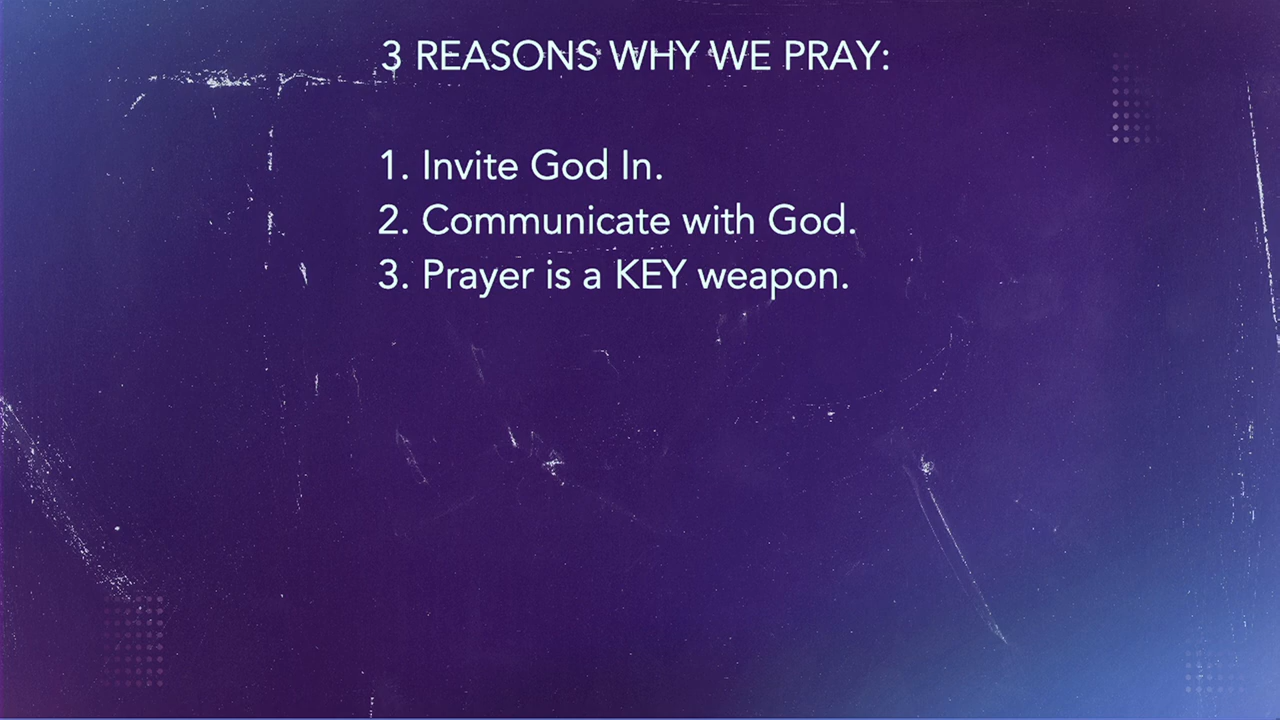 3 REASONS WHY WE PRAY:
1. Invite God In.
2. Communicate with God.
3. Prayer is a KEY weapon.